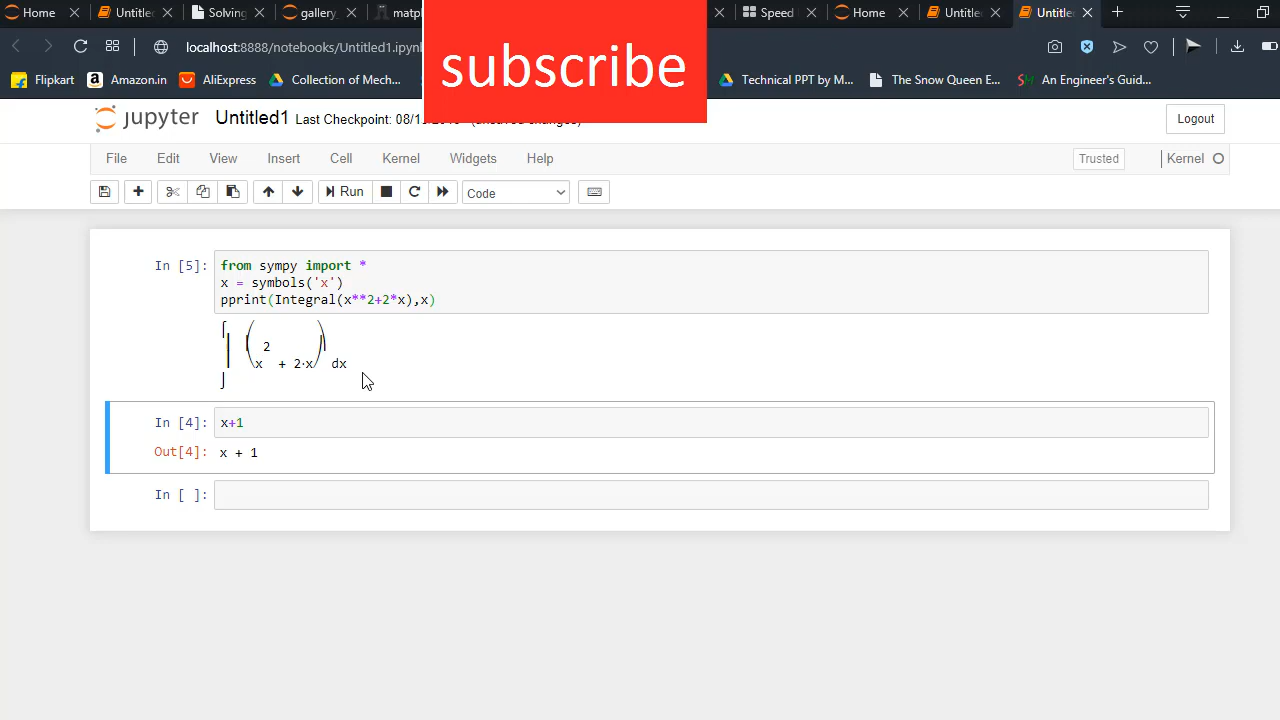 Home Untitle Solving gallery. matpl Speed Home Untitle Untitle
subscribe
localhost:8888/notebooks/Untitled1.ipynb
Flipkart Amazon.in AliExpress Collection of Mech... Technical PPT by M... The Snow Queen E... An Engineer's Guid...
jupyter Untitled1 Last Checkpoint: Logout
File Edit View Insert Cell Kernel Widgets Help Trusted Kernel
Run Code
In [5]: from sympy import *
x = symbols('x')
pprint(Integral(x**2+2*x),x)
⌠ ⎛ ⎞
⎮ ⎜ 2 ⎟
⎮ ⎝x + 2⋅x⎠ dx
⌡
In [4]: x+1
Out[4]: x + 1
In [ ]: